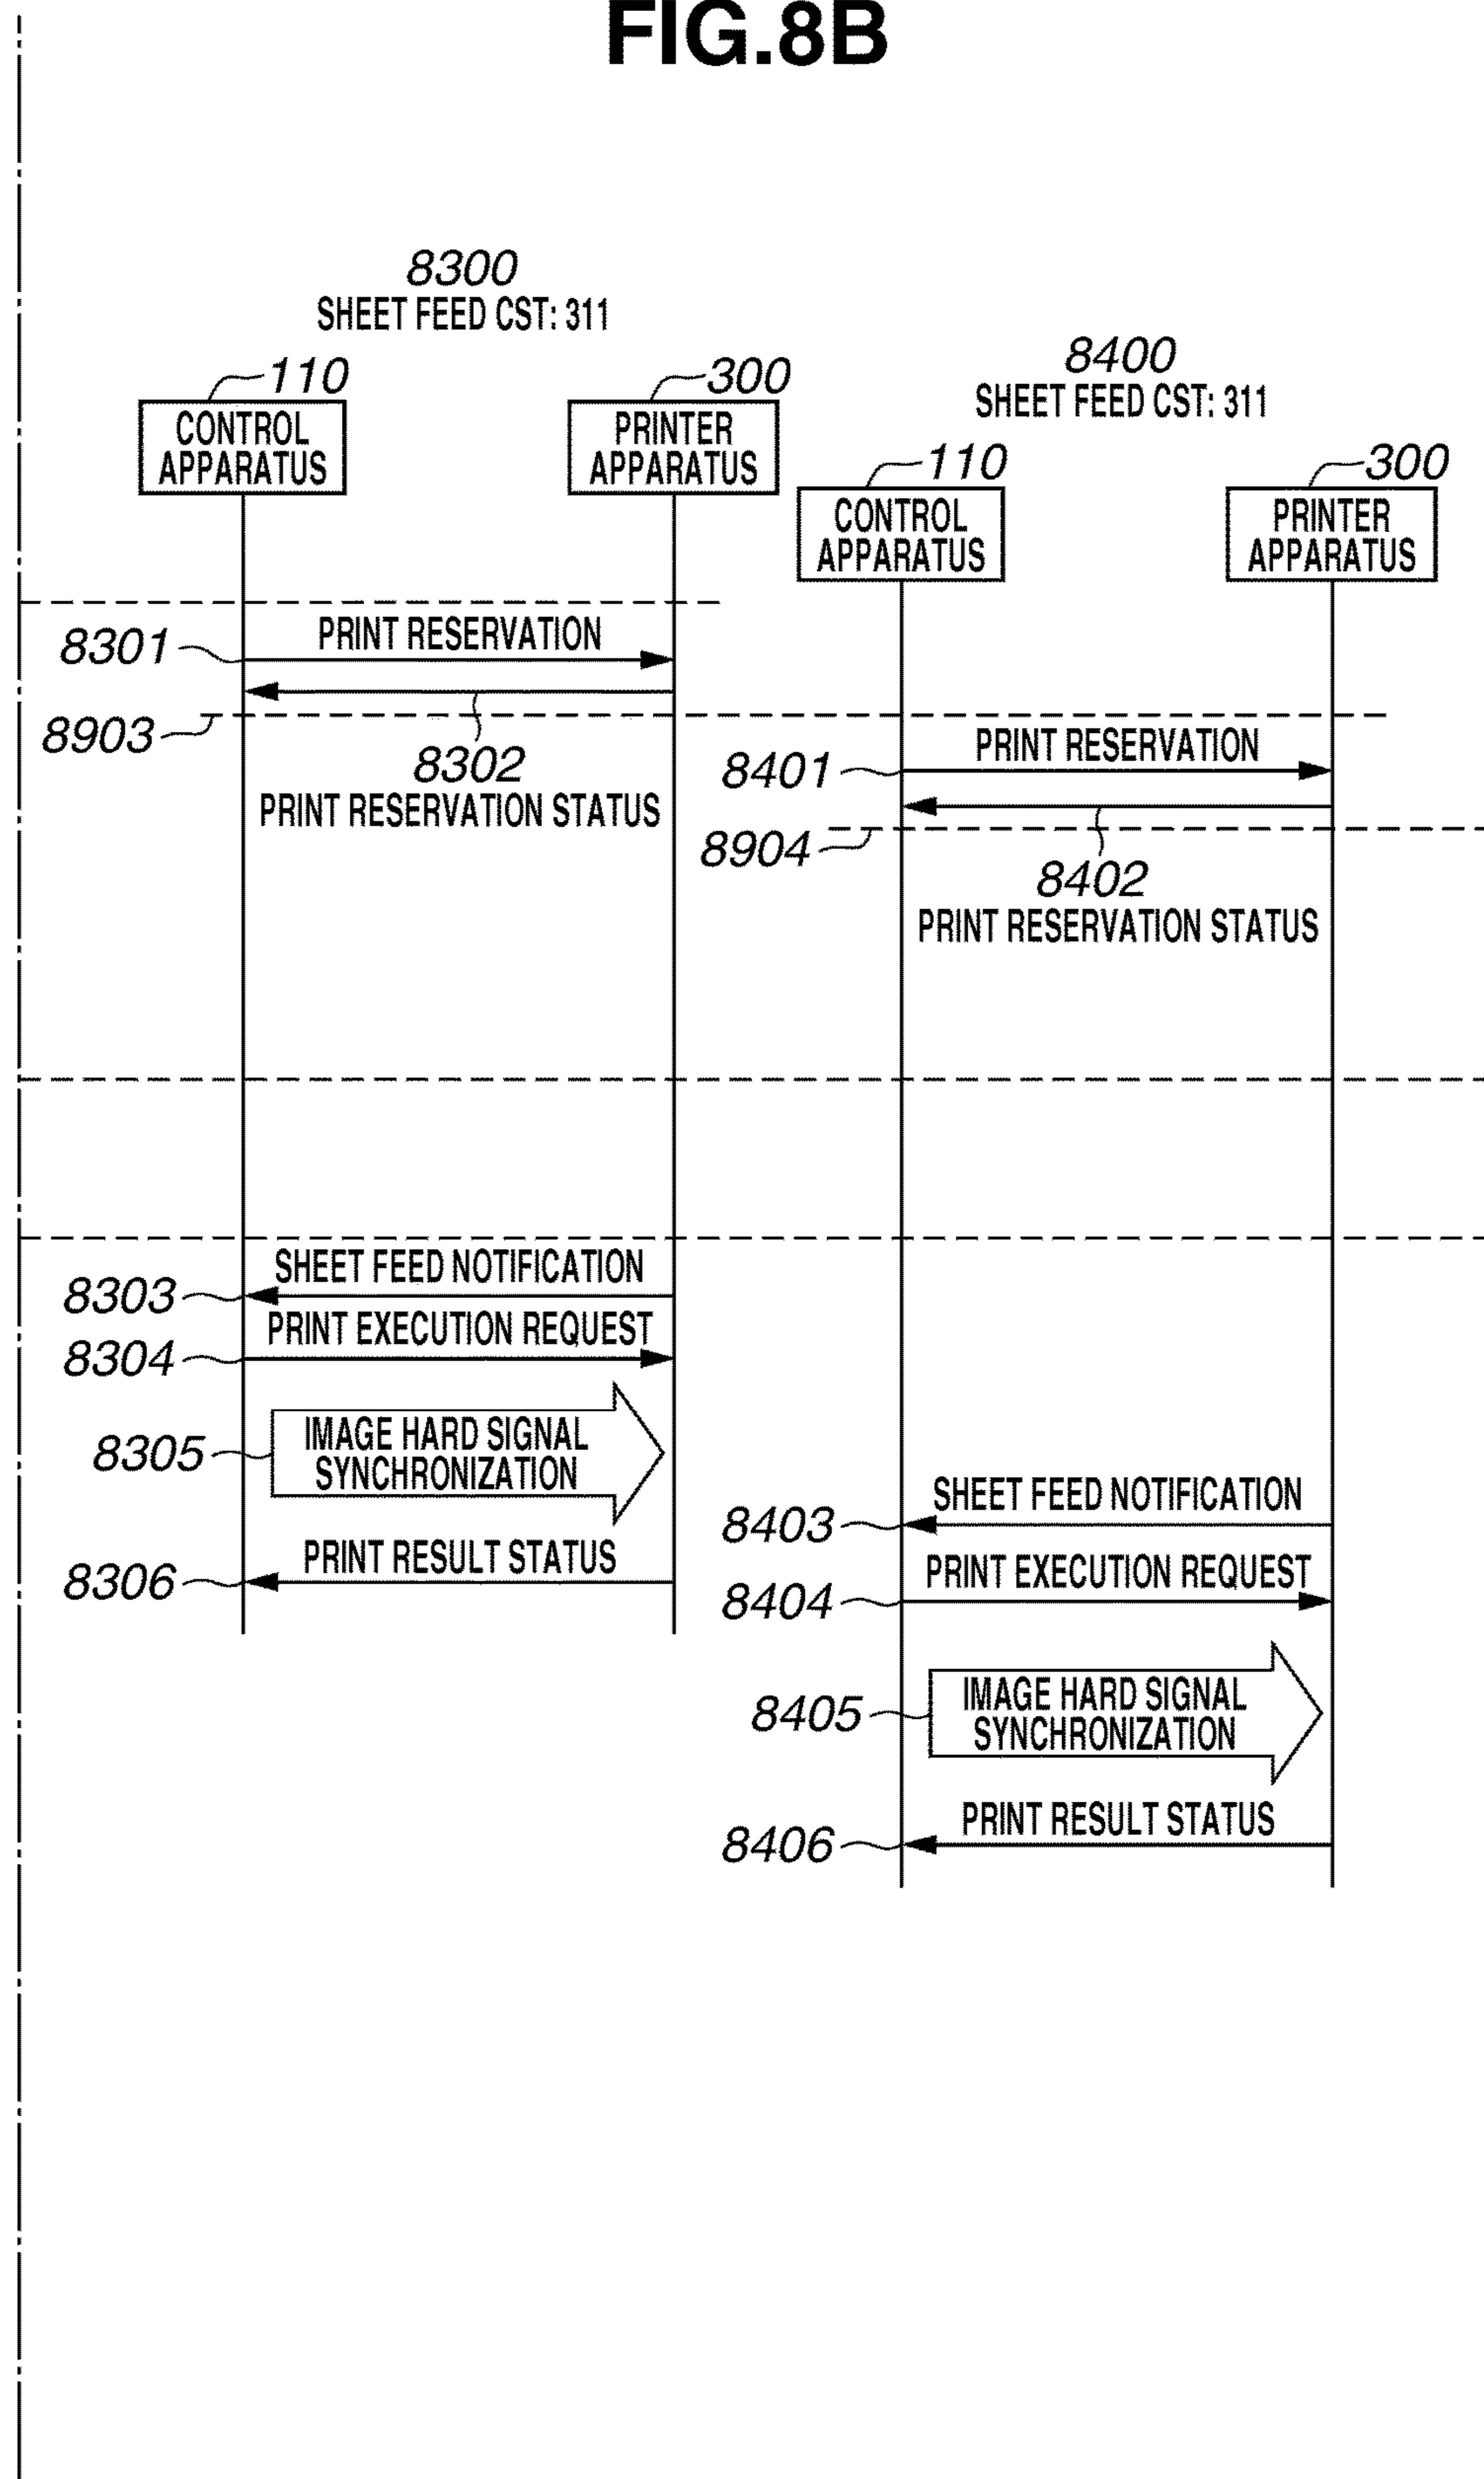 FIG.8B
8300
SHEET FEED CST: 311
110
300
CONTROL
APPARATUS
PRINTER
APPARATUS
8400
SHEET FEED CST: 311
110
300
CONTROL
APPARATUS
PRINTER
APPARATUS
8301
PRINT RESERVATION
8903
8302
PRINT RESERVATION STATUS
8401
PRINT RESERVATION
8904
8402
PRINT RESERVATION STATUS
SHEET FEED NOTIFICATION
8303
PRINT EXECUTION REQUEST
8304
8305
IMAGE HARD SIGNAL
SYNCHRONIZATION
PRINT RESULT STATUS
8306
SHEET FEED NOTIFICATION
8403
PRINT EXECUTION REQUEST
8404
8405
IMAGE HARD SIGNAL
SYNCHRONIZATION
PRINT RESULT STATUS
8406